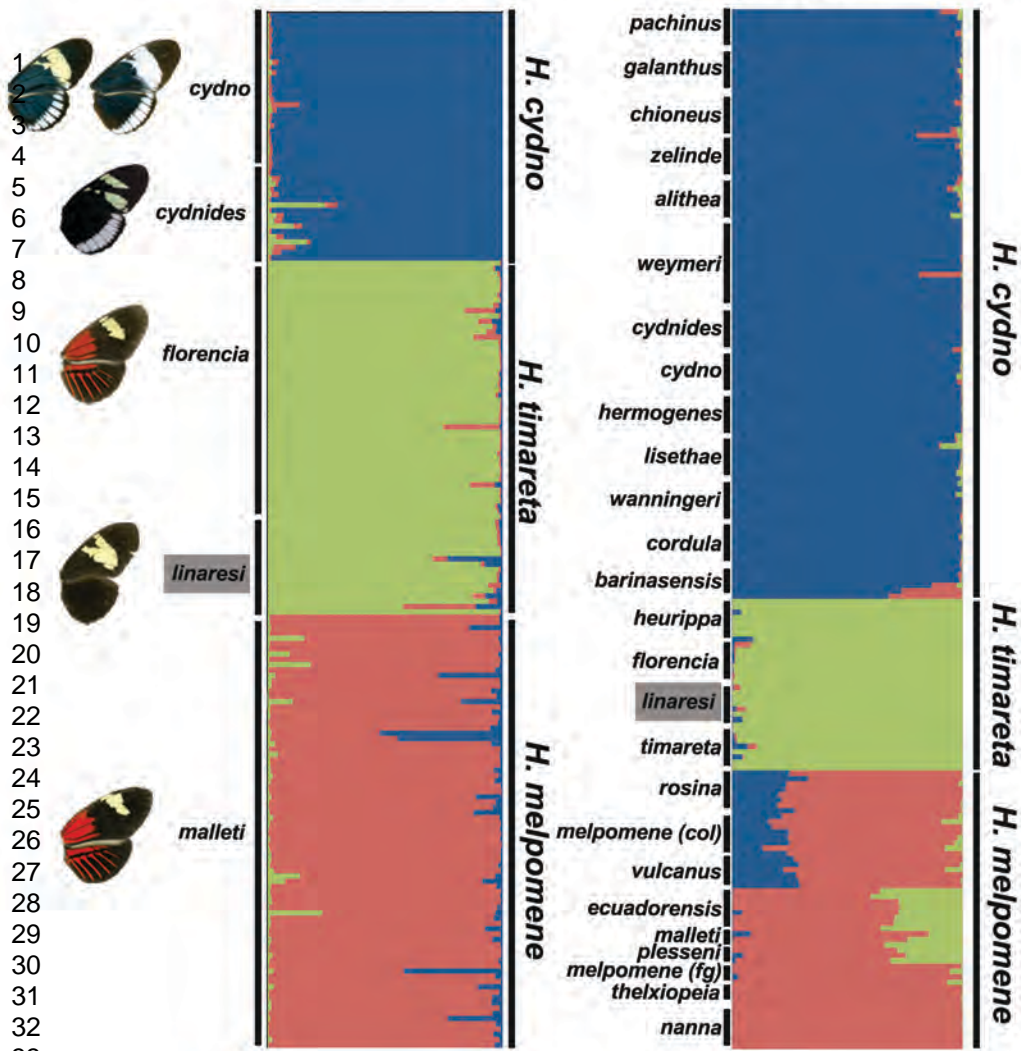 1
2
3
4
5
6
7
8
9
10
11
12
13
14
15
16
17
18
19
20
21
22
23
24
25
26
27
28
29
30
31
32
cydno
cydnides
florencia
linaresi
malleti
H. cydno
H. timareta
H. melpomene
pachinus
galanthus
chioneus
zelinde
alithea
weymeri
cydnides
cydno
hermogenes
lisethae
wanningeri
cordula
barinasensis
heurippa
florencia
linaresi
timareta
rosina
melpomene (col)
vulcanus
ecuadorensis
malleti
plesseni
melpomene (fg)
thelxiopeia
nanna
H. cydno
H. timareta
H. melpomene